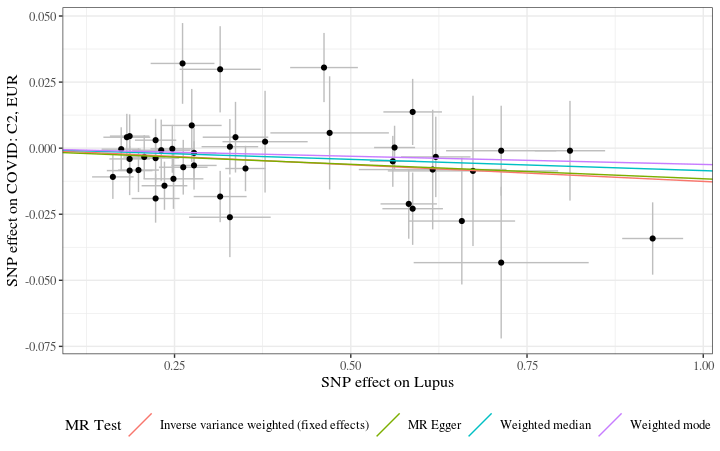 0.050
0.025
0.000
-0.025
-0.050
-0.075
SNP effect on COVID: C2, EUR
0.25
0.50
0.75
1.00
SNP effect on Lupus
MR Test
Inverse variance weighted (fixed effects)
MR Egger
Weighted median
Weighted mode